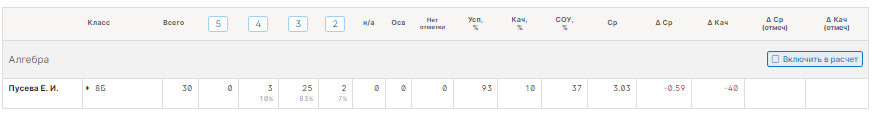 Класс Всего 5 4 3 2 н/а Осв Нет отметки Усп, % Кач, % СОУ, % Ср Δ Ср Δ Кач Δ Ср (отмеч) Δ Кач (отмеч)
Алгебра Включить в расчет
Пусева Е. И. 8Б 30 0 3 25 2 0 0 0 93 10 37 3.03 -0.59 -40
10% 83% 7%